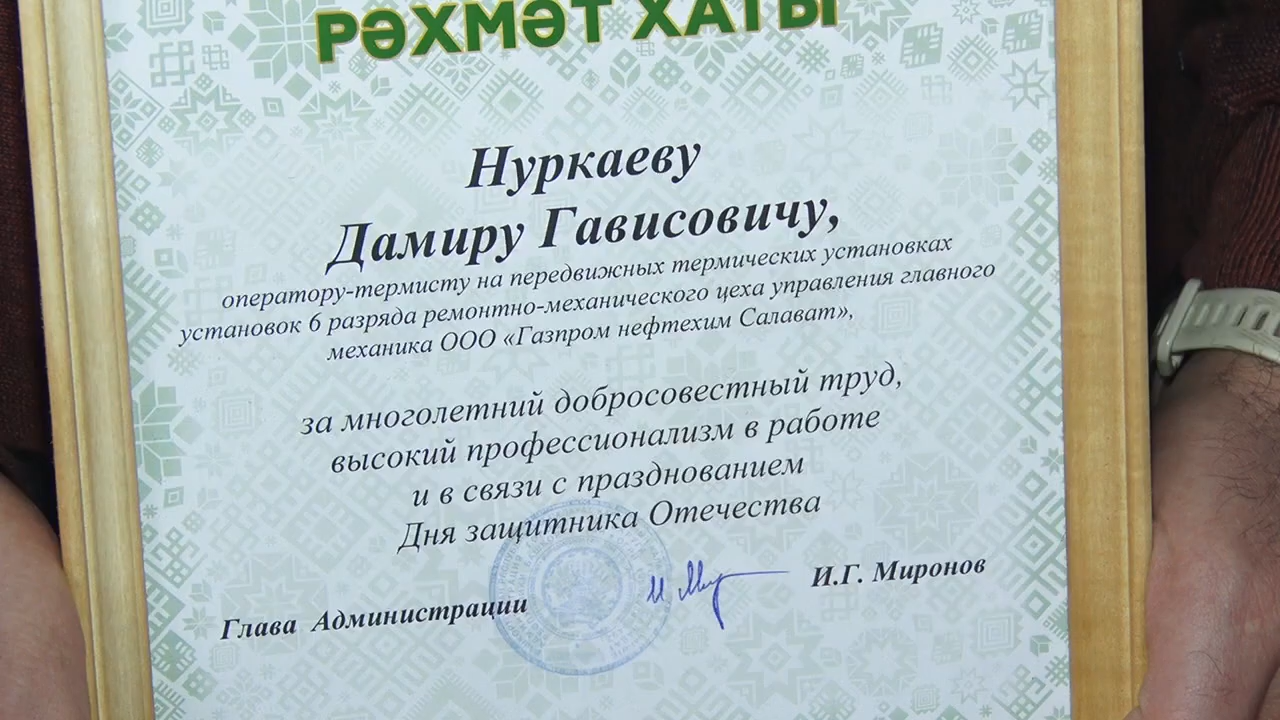 РӘХМӘТ ХАТЫ
Нуркаеву
Дамиру Гависовичу,
оператору-термисту на передвижных термических установках
установок 6 разряда ремонтно-механического цеха управления главного
механика ООО «Газпром нефтехим Салават»,
за многолетний добросовестный труд,
высокий профессионализм в работе
и в связи с празднованием
Дня защитника Отечества
Глава Администрации И.Г. Миронов